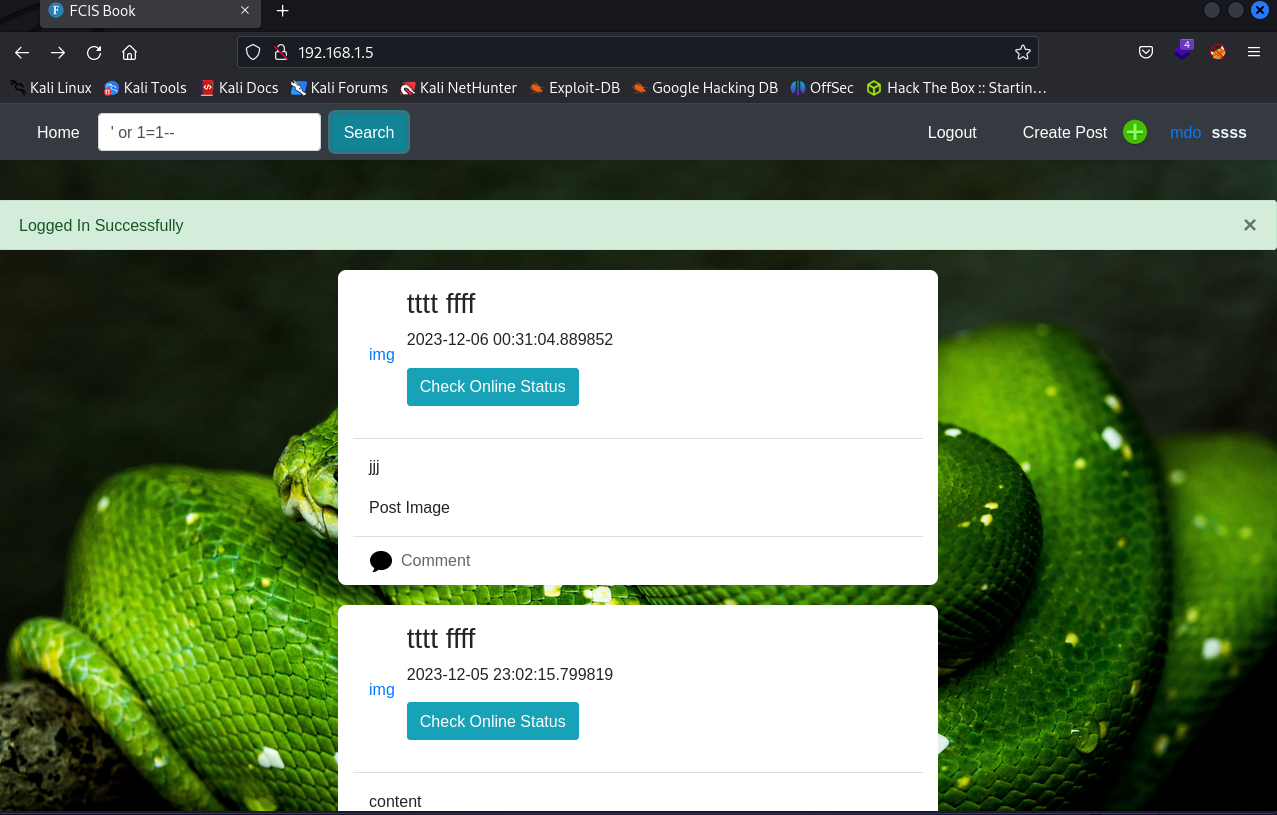 FCIS Book
192.168.1.5
4
Kali Linux Kali Tools Kali Docs Kali Forums Kali NetHunter Exploit-DB Google Hacking DB OffSec Hack The Box :: Startin…
Home ' or 1=1-- Search Logout Create Post mdo ssss
Logged In Successfully ×
tttt ffff
2023-12-06 00:31:04.889852
img
Check Online Status
jjj
Post Image
Comment
tttt ffff
2023-12-05 23:02:15.799819
img
Check Online Status
content